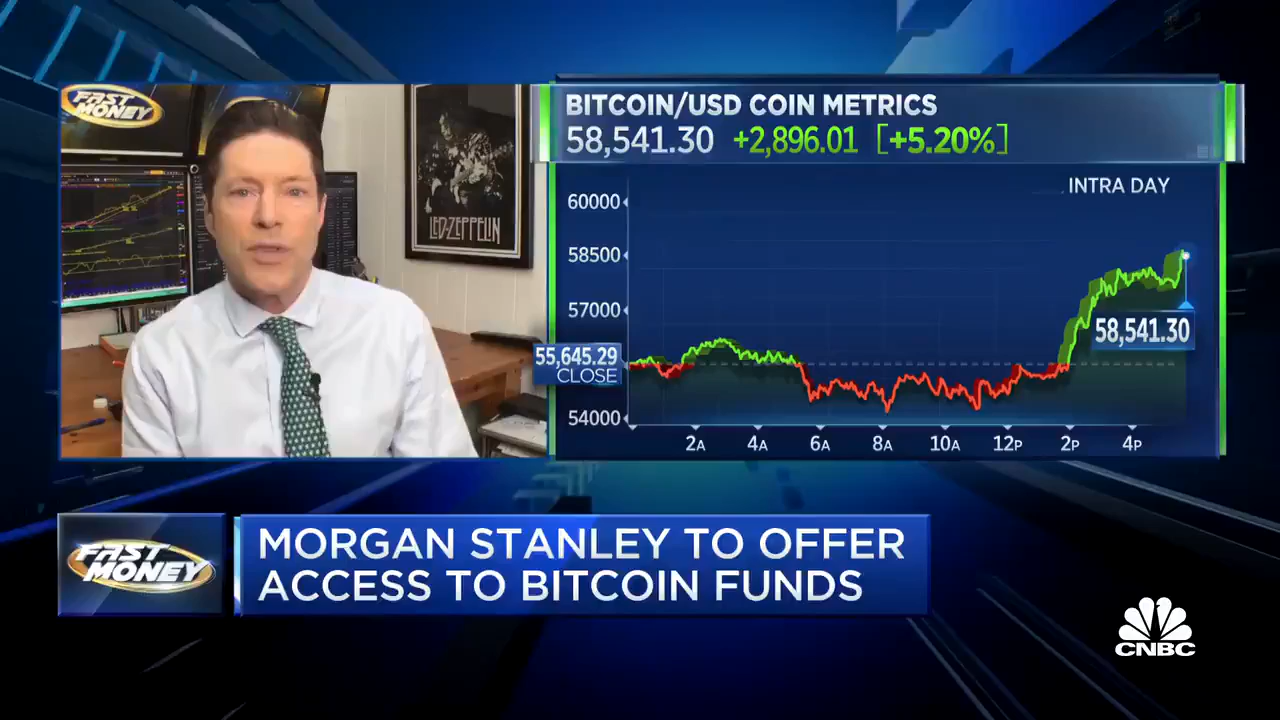 FAST
MONEY
LED-ZEPPELIN
BITCOIN/USD COIN METRICS
58,541.30 +2,896.01 [+5.20%]
INTRA DAY
60000
58500
57000
58,541.30
55,645.29
CLOSE
54000
2A 4A 6A 8A 10A 12P 2P 4P
FAST
MONEY
MORGAN STANLEY TO OFFER
ACCESS TO BITCOIN FUNDS
CNBC